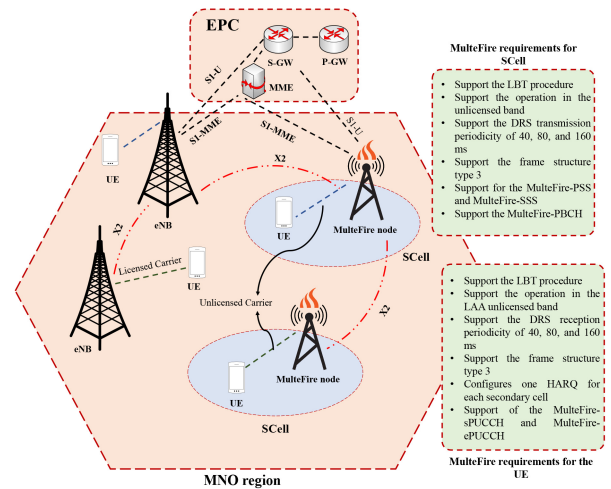 EPC
S-GW
P-GW
MME
S1-U
S1-MME
S1-MME
S1-U
UE
eNB
X2
X2
eNB
Licensed Carrier
UE
UE
MulteFire node
SCell
X2
Unlicensed Carrier
UE
MulteFire node
SCell
MNO region
MulteFire requirements for
SCell
• Support the LBT procedure
• Support the operation in the
unlicensed band
• Support the DRS transmission
periodicity of 40, 80, and 160
ms
• Support the frame structure
type 3
• Support for the MulteFire-PSS
and MulteFire-SSS
• Support the MulteFire-PBCH
• Support the LBT procedure
• Support the operation in the
LAA unlicensed band
• Support the DRS reception
periodicity of 40, 80, and 160
ms
• Support the frame structure
type 3
• Configures one HARQ for
each secondary cell
• Support of the MulteFire-
sPUCCH and MulteFire-
ePUCCH
MulteFire requirements for the
UE